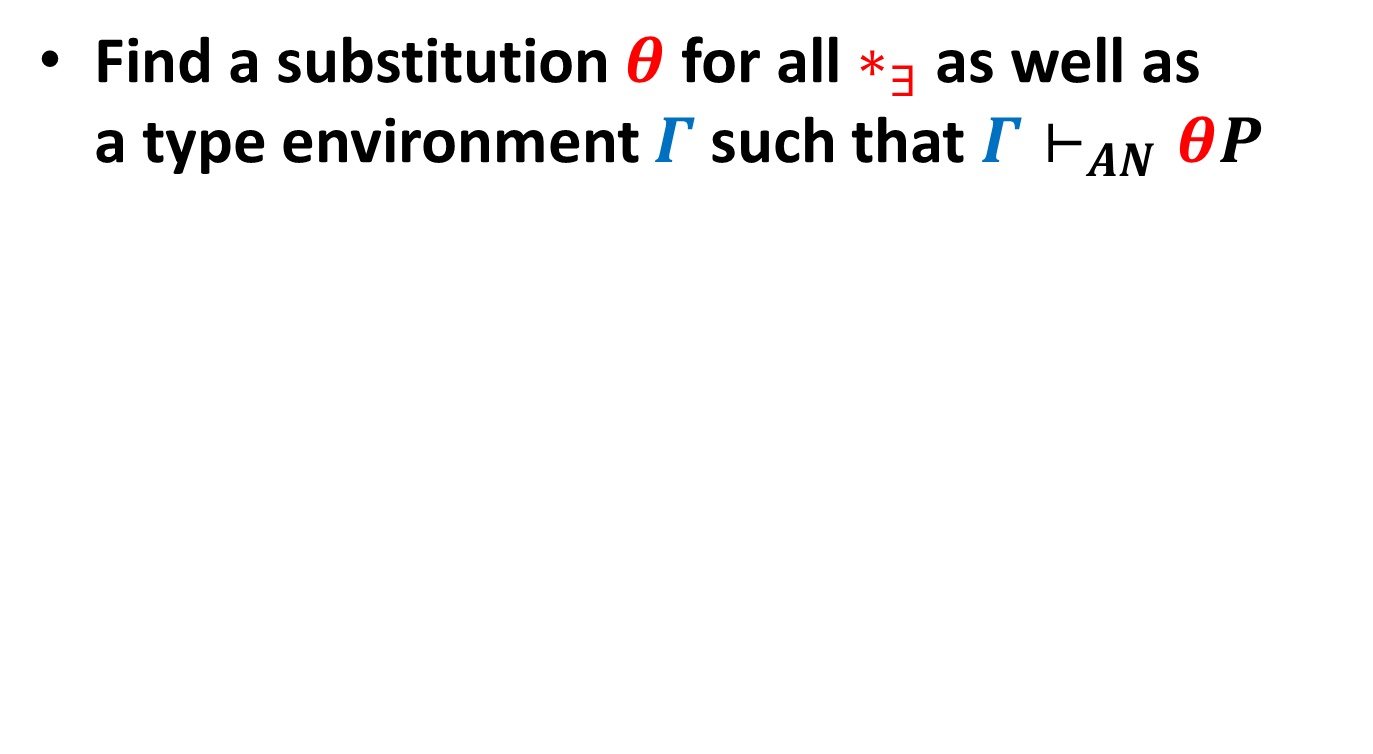 • Find a substitution θ for all *∃ as well as
a type environment Γ such that Γ ⊢AN θP